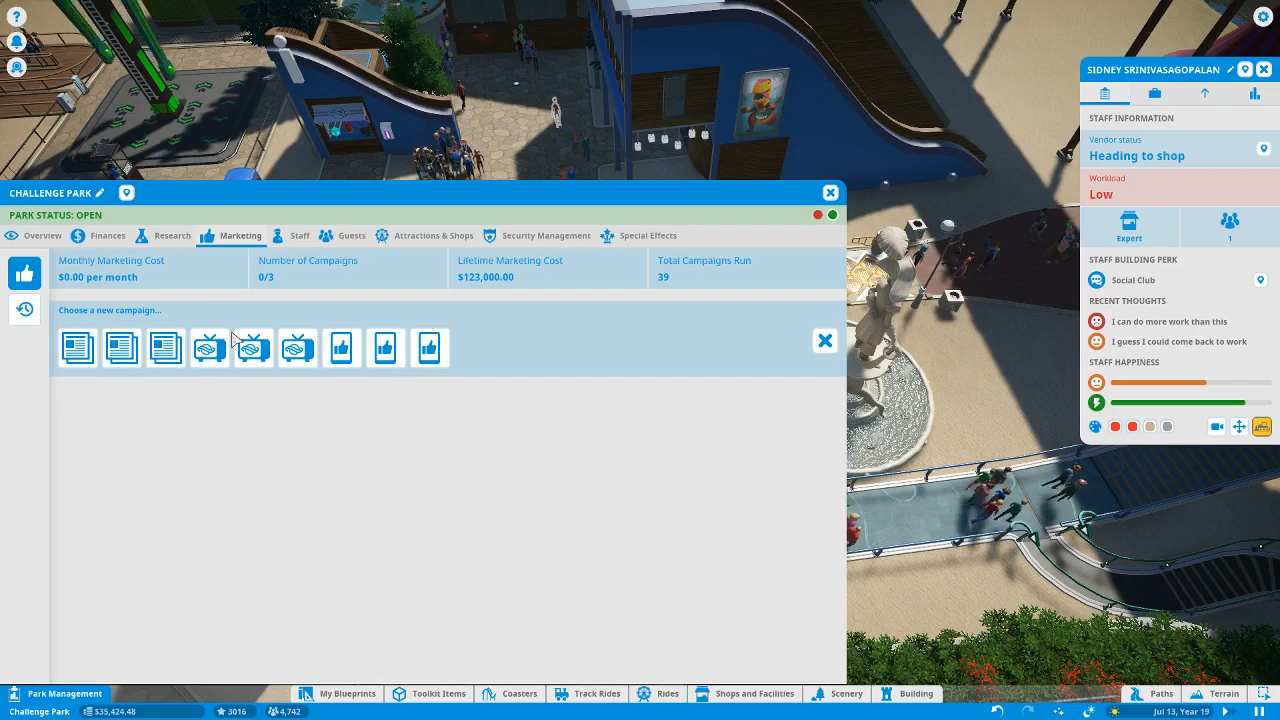 SIDNEY SRINIVASAGOPALAN
STAFF INFORMATION
Vendor status
Heading to shop
Workload
Low
Expert
1
STAFF BUILDING PERK
Social Club
RECENT THOUGHTS
I can do more work than this
I guess I could come back to work
STAFF HAPPINESS
CHALLENGE PARK
PARK STATUS: OPEN
Overview
Finances
Research
Marketing
Staff
Guests
Attractions & Shops
Security Management
Special Effects
Monthly Marketing Cost
$0.00 per month
Number of Campaigns
0/3
Lifetime Marketing Cost
$123,000.00
Total Campaigns Run
39
Choose a new campaign...
Park Management
My Blueprints
Toolkit Items
Coasters
Track Rides
Rides
Shops and Facilities
Scenery
Building
Paths
Terrain
Challenge Park
$35,424.48
3016
4,742
Jul 13, Year 19